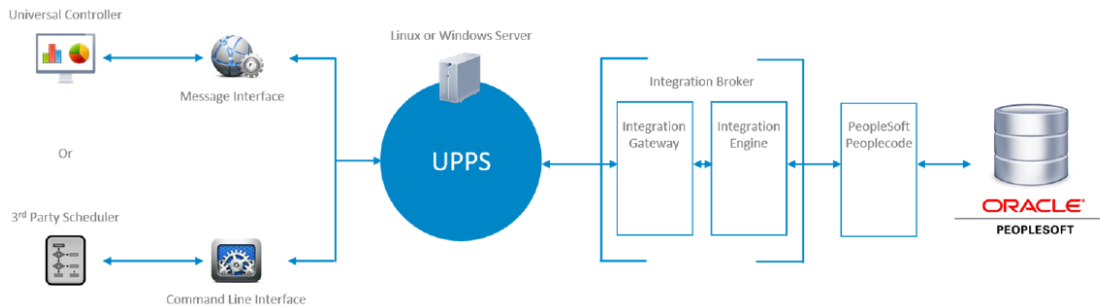 Universal Controller
Message Interface
Or
3rd Party Scheduler
Command Line Interface
Linux or Windows Server
UPPS
Integration Broker
Integration
Gateway
Integration
Engine
PeopleSoft
Peoplecode
ORACLE®
PEOPLESOFT